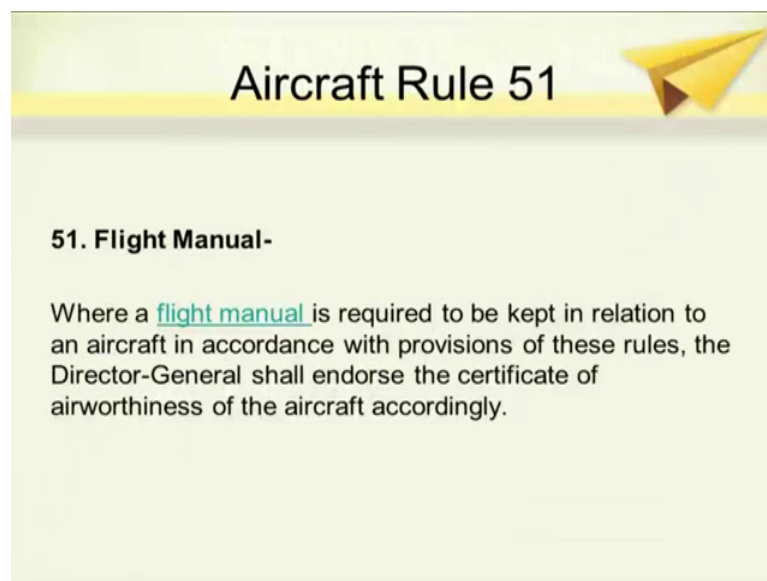 Aircraft Rule 51
51. Flight Manual-
Where a flight manual is required to be kept in relation to
an aircraft in accordance with provisions of these rules, the
Director-General shall endorse the certificate of
airworthiness of the aircraft accordingly.